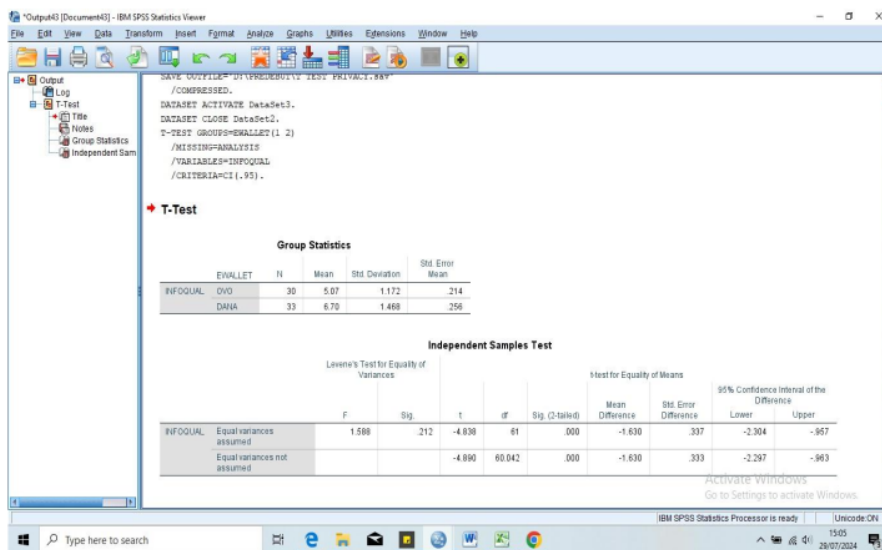 *Output43 [Document43] - IBM SPSS Statistics Viewer
File Edit View Data Transform Insert Format Analyze Graphs Utilities Extensions Window Help
Output
Log
T-Test
Title
Notes
Group Statistics
Independent Sam
SAVE OUTFILE='D:\PREDEBUT\T TEST PRIVACY.sav'
/COMPRESSED.
DATASET ACTIVATE DataSet3.
DATASET CLOSE DataSet2.
T-TEST GROUPS=EWALLET(1 2)
/MISSING=ANALYSIS
/VARIABLES=INFOQUAL
/CRITERIA=CI(.95).
T-Test
Group Statistics
EWALLET N Mean Std. Deviation Std. Error Mean
INFOQUAL OVO 30 5.07 1.172 .214
DANA 33 6.70 1.468 .256
Independent Samples Test
Levene's Test for Equality of Variances t-test for Equality of Means
95% Confidence Interval of the Difference
F Sig. t df Sig. (2-tailed) Mean Difference Std. Error Difference Lower Upper
INFOQUAL Equal variances assumed 1.588 .212 -4.838 61 .000 -1.630 .337 -2.304 -.957
Equal variances not assumed -4.890 60.042 .000 -1.630 .333 -2.297 -.963
Activate Windows
Go to Settings to activate Windows.
IBM SPSS Statistics Processor is ready Unicode:ON
Type here to search
15:05
29/07/2024